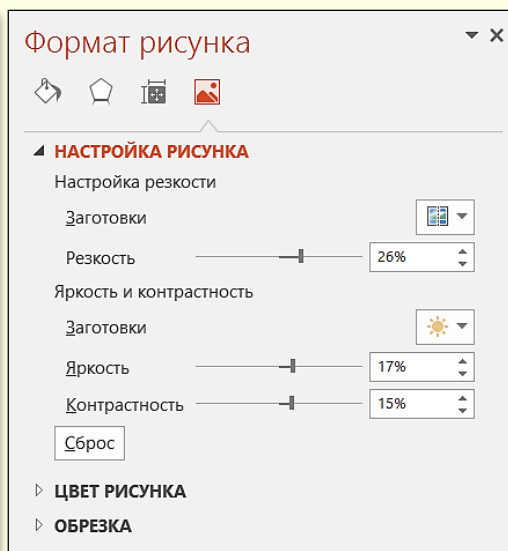 Формат рисунка
НАСТРОЙКА РИСУНКА
Настройка резкости
Заготовки
Резкость 26%
Яркость и контрастность
Заготовки
Яркость 17%
Контрастность 15%
Сброс
ЦВЕТ РИСУНКА
ОБРЕЗКА